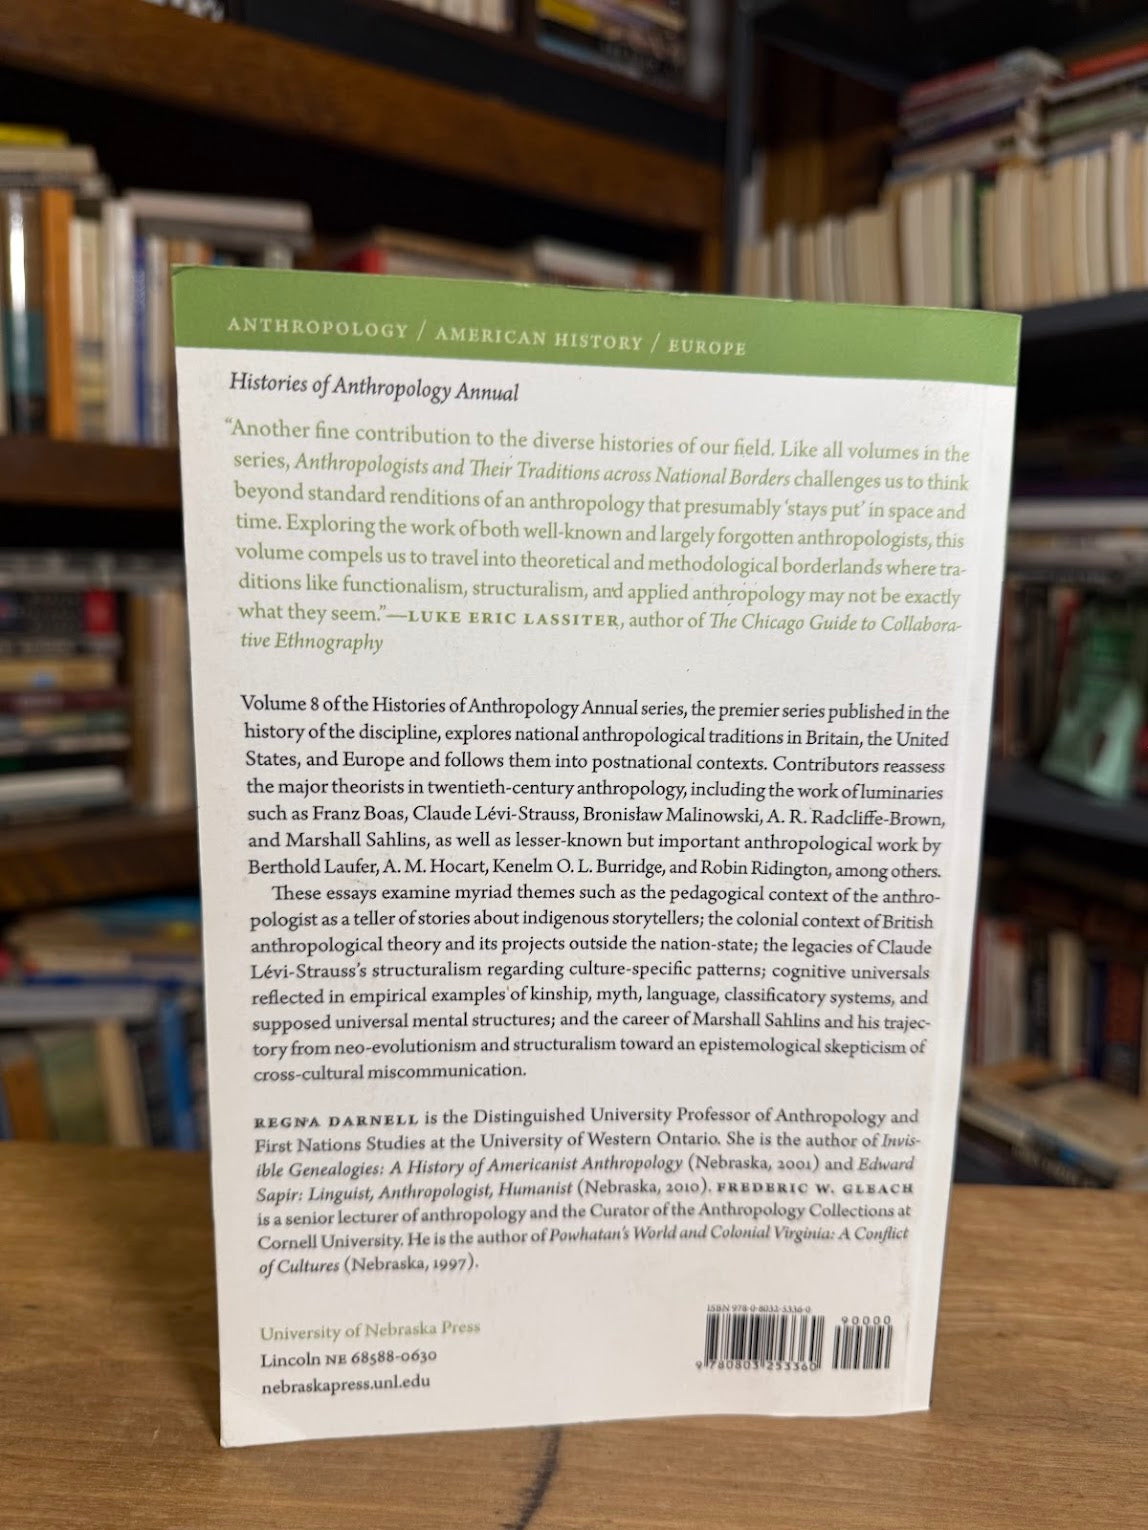 ANTHROPOLOGY / AMERICAN HISTORY / EUROPE
Histories of Anthropology Annual
“Another fine contribution to the diverse histories of our field. Like all volumes in the
series, Anthropologists and Their Traditions across National Borders challenges us to think
beyond standard renditions of an anthropology that presumably ‘stays put’ in space and
time. Exploring the work of both well-known and largely forgotten anthropologists, this
volume compels us to travel into theoretical and methodological borderlands where tra-
ditions like functionalism, structuralism, and applied anthropology may not be exactly
what they seem.”—LUKE ERIC LASSITER, author of The Chicago Guide to Collabora-
tive Ethnography
Volume 8 of the Histories of Anthropology Annual series, the premier series published in the
history of the discipline, explores national anthropological traditions in Britain, the United
States, and Europe and follows them into postnational contexts. Contributors reassess
the major theorists in twentieth-century anthropology, including the work of luminaries
such as Franz Boas, Claude Lévi-Strauss, Bronisław Malinowski, A. R. Radcliffe-Brown,
and Marshall Sahlins, as well as lesser-known but important anthropological work by
Berthold Laufer, A. M. Hocart, Kenelm O. L. Burridge, and Robin Ridington, among others.
These essays examine myriad themes such as the pedagogical context of the anthro-
pologist as a teller of stories about indigenous storytellers; the colonial context of British
anthropological theory and its projects outside the nation-state; the legacies of Claude
Lévi-Strauss’s structuralism regarding culture-specific patterns; cognitive universals
reflected in empirical examples of kinship, myth, language, classificatory systems, and
supposed universal mental structures; and the career of Marshall Sahlins and his trajec-
tory from neo-evolutionism and structuralism toward an epistemological skepticism of
cross-cultural miscommunication.
REGNA DARNELL is the Distinguished University Professor of Anthropology and
First Nations Studies at the University of Western Ontario. She is the author of Invis-
ible Genealogies: A History of Americanist Anthropology (Nebraska, 2001) and Edward
Sapir: Linguist, Anthropologist, Humanist (Nebraska, 2010). FREDERIC W. GLEACH
is a senior lecturer of anthropology and the Curator of the Anthropology Collections at
Cornell University. He is the author of Powhatan’s World and Colonial Virginia: A Conflict
of Cultures (Nebraska, 1997).
University of Nebraska Press
Lincoln NE 68588-0630
nebraskapress.unl.edu
ISBN 978-0-8032-5336-0
90000
9 780803 253360